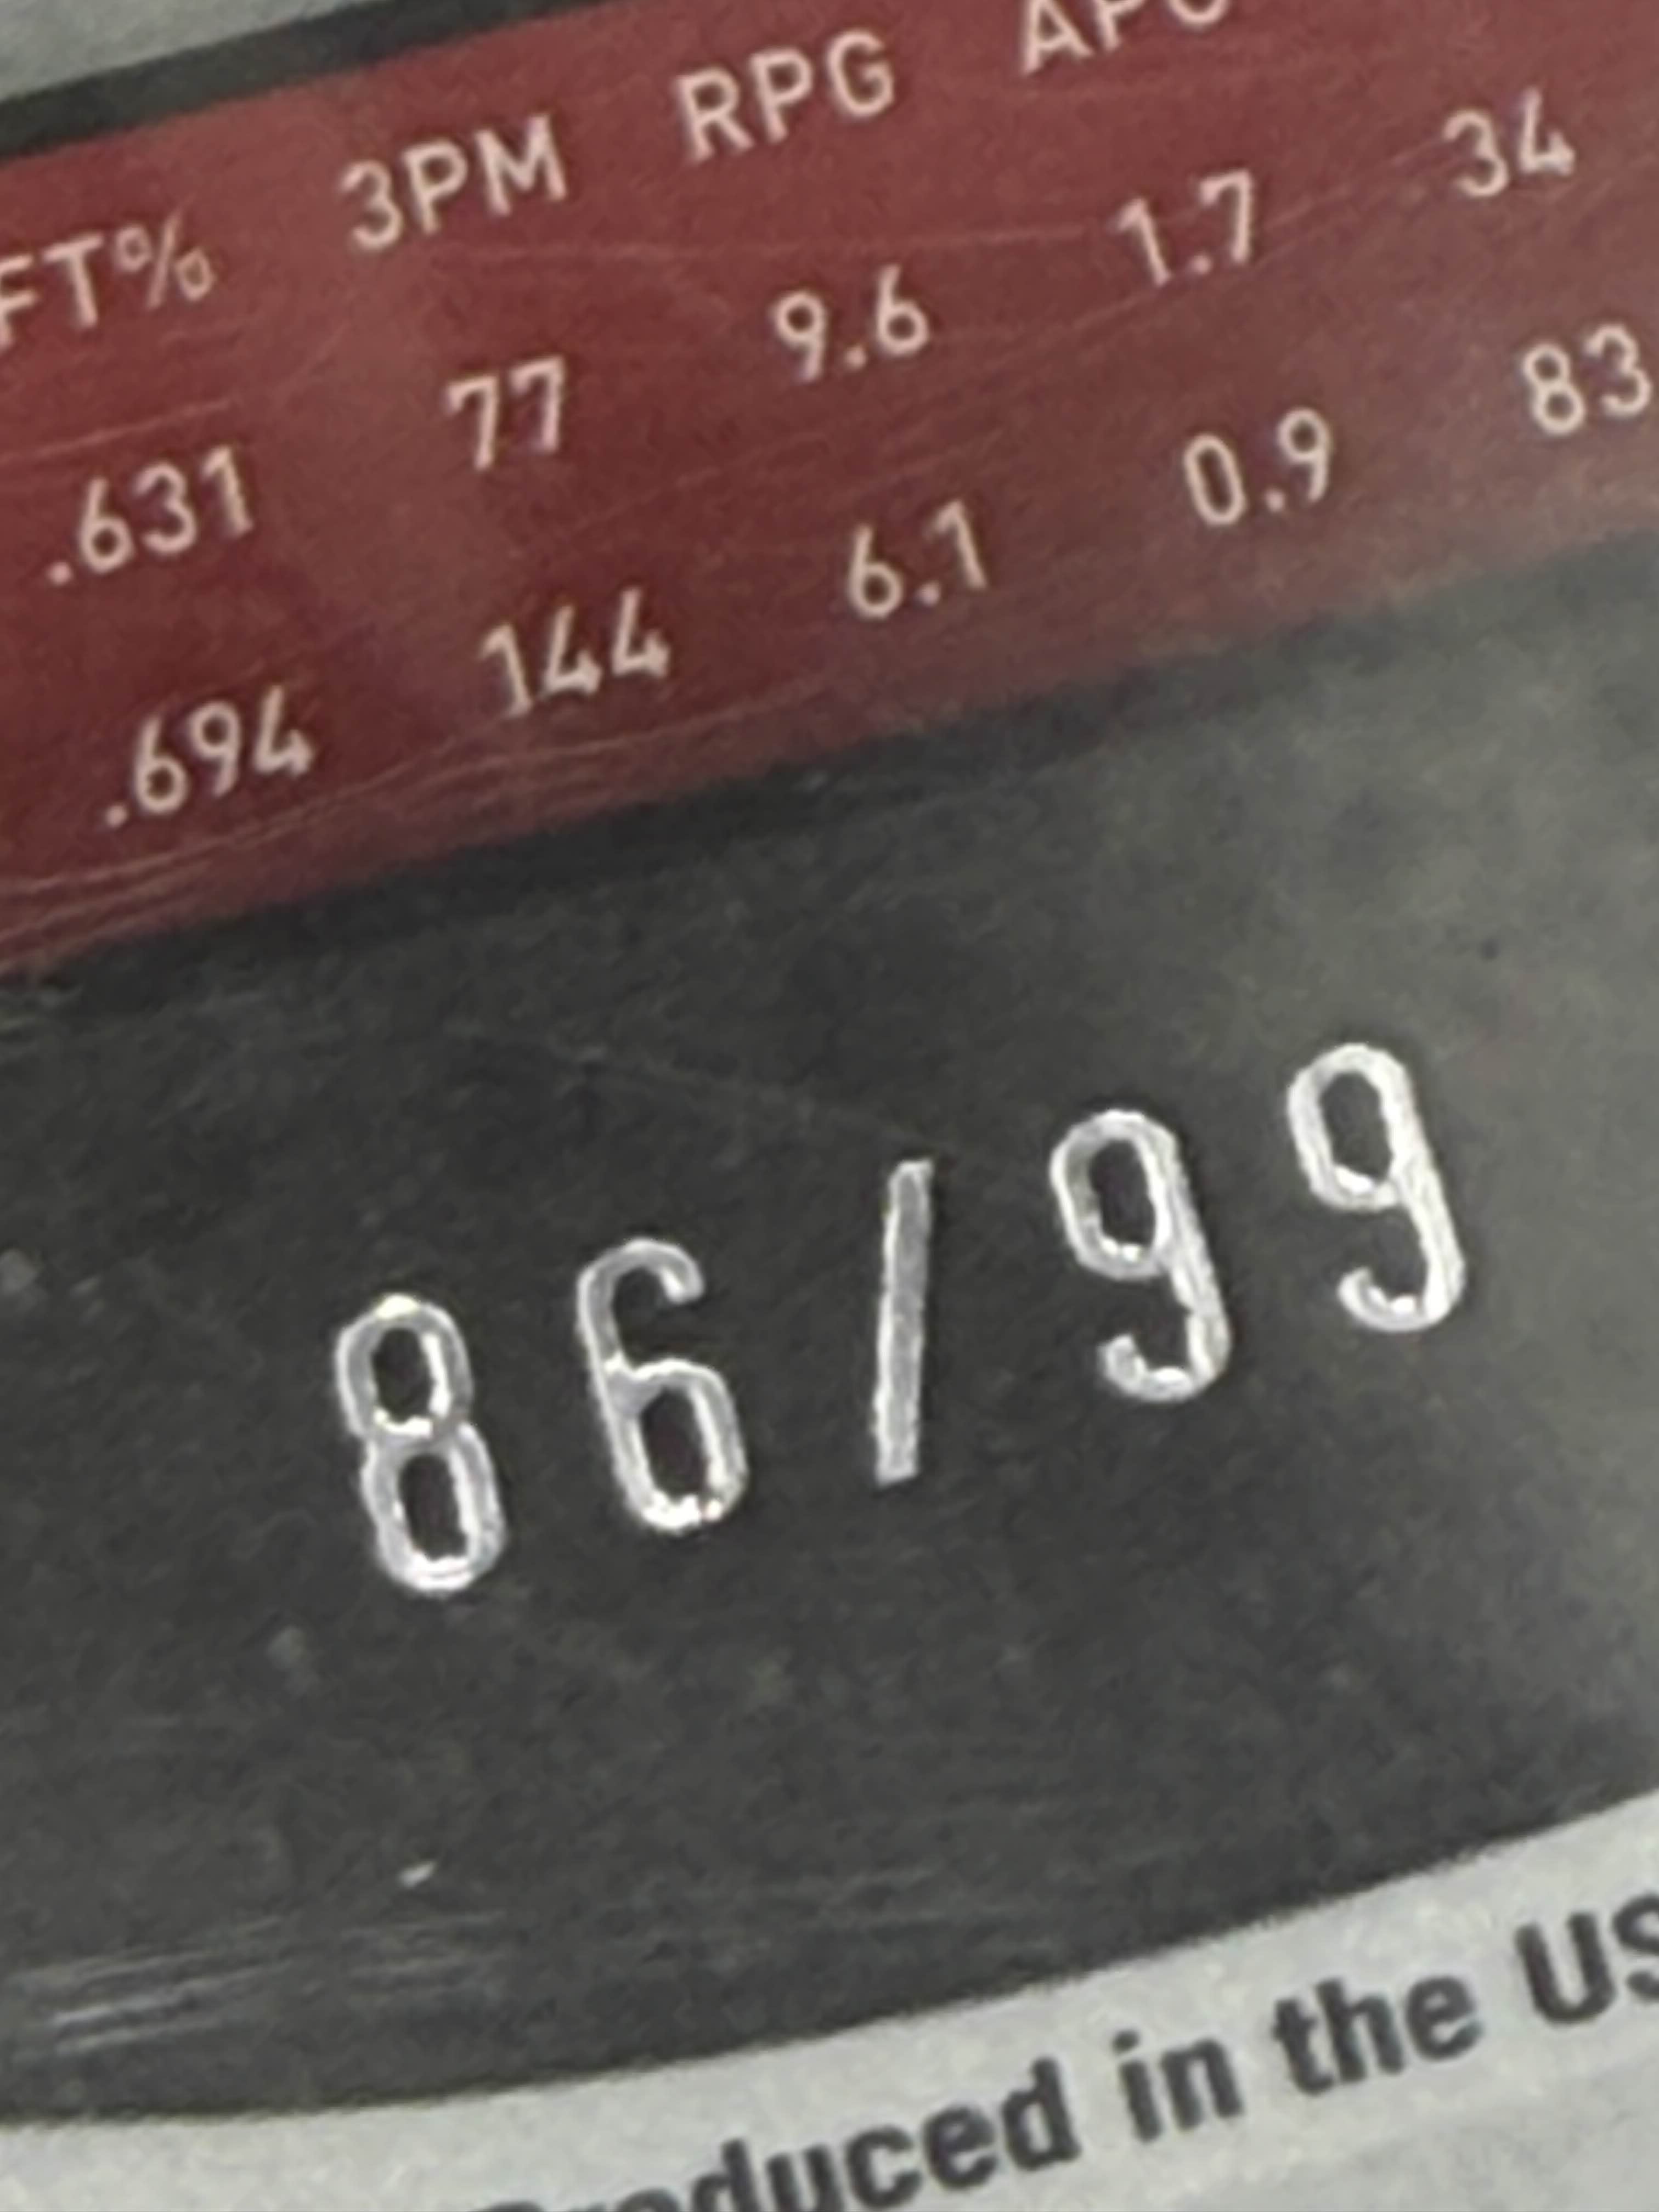 FT% 3PM RPG
.631 77 9.6 1.7 34
.694 144 6.1 0.9 83
86/99
in the